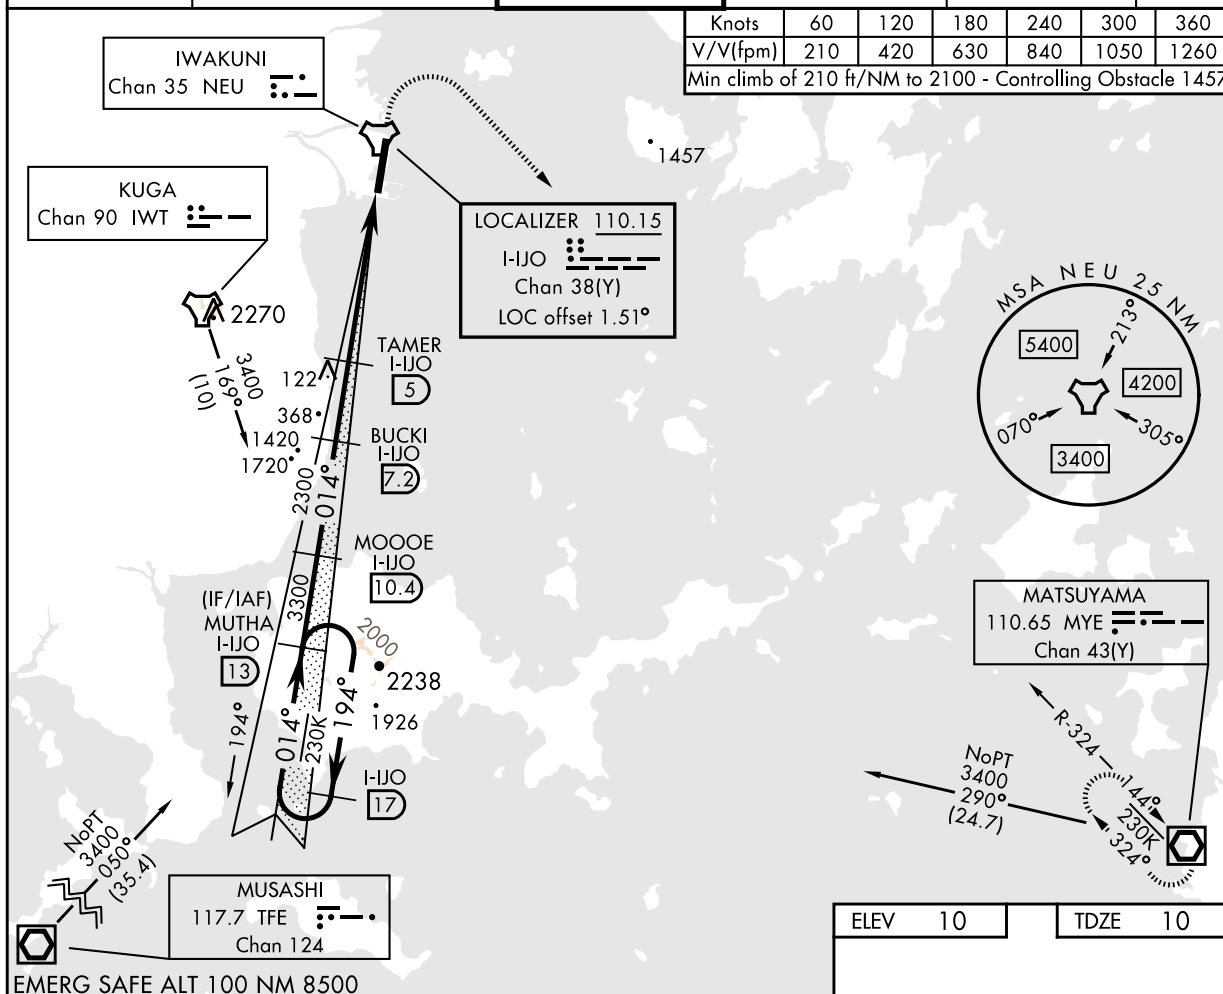 Knots 60 120 180 240 300 360
V/V(fpm) 210 420 630 840 1050 1260
Min climb of 210 ft/NM to 2100 - Controlling Obstacle 1457
IWAKUNI
Chan 35 NEU
1457
KUGA
Chan 90 IWT
LOCALIZER 110.15
I-IJO
Chan 38(Y)
LOC offset 1.51°
2270
3400
169°
(10)
MSA NEU 25 NM
213°
5400
4200
070°
305°
3400
TAMER
I-IJO
5
122
368
1420
1720
BUCKI
I-IJO
7.2
2300
014°
MOOOE
I-IJO
10.4
3300
(IF/IAF)
MUTHA
I-IJO
13
2000
2238
1926
194°
014°
230K
194°
I-IJO
17
MATSUYAMA
110.65 MYE
Chan 43(Y)
R-324
144°
230K
324°
NoPT
3400
290°
(24.7)
NoPT
3400
050°
(35.4)
MUSASHI
117.7 TFE
Chan 124
ELEV 10
TDZE 10
EMERG SAFE ALT 100 NM 8500